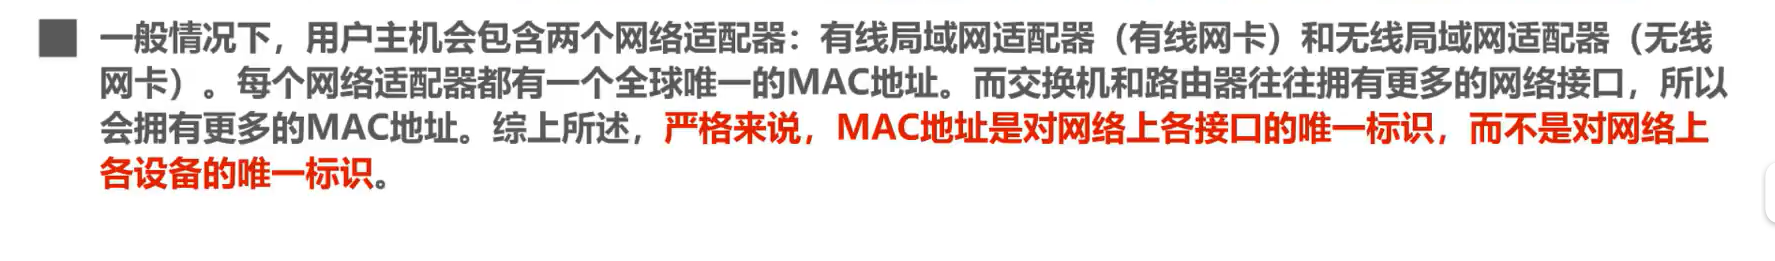 一般情况下，用户主机会包含两个网络适配器：有线局域网适配器（有线网卡）和无线局域网适配器（无线
网卡）。每个网络适配器都有一个全球唯一的MAC地址。而交换机和路由器往往拥有更多的网络接口，所以
会拥有更多的MAC地址。综上所述，严格来说，MAC地址是对网络上各接口的唯一标识，而不是对网络上
各设备的唯一标识。